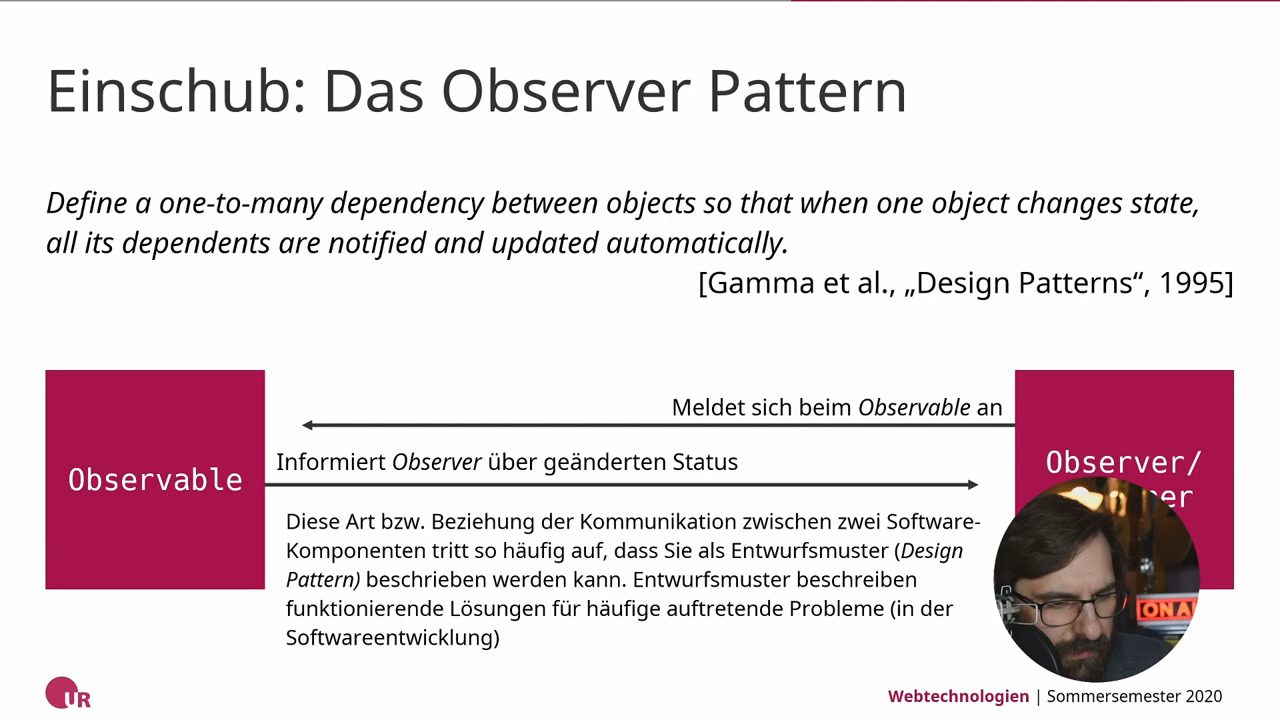 Einschub: Das Observer Pattern
Define a one-to-many dependency between objects so that when one object changes state,
all its dependents are notified and updated automatically.
[Gamma et al., „Design Patterns“, 1995]
Meldet sich beim Observable an
Observable
Informiert Observer über geänderten Status
Observer/
Diese Art bzw. Beziehung der Kommunikation zwischen zwei Software-
Komponenten tritt so häufig auf, dass Sie als Entwurfsmuster (Design
Pattern) beschrieben werden kann. Entwurfsmuster beschreiben
funktionierende Lösungen für häufige auftretende Probleme (in der
Softwareentwicklung)
ON A
UR
Webtechnologien | Sommersemester 2020